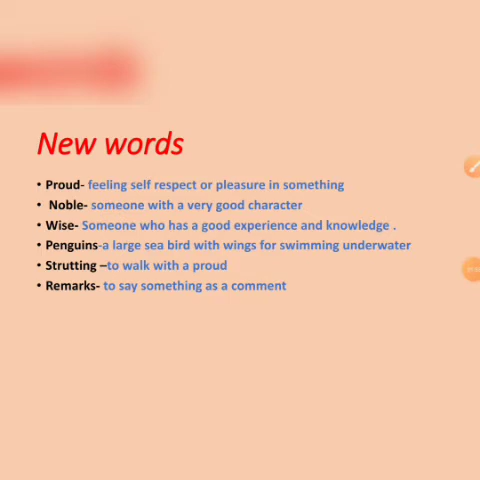 New words
• Proud- feeling self respect or pleasure in something
• Noble- someone with a very good character
• Wise- Someone who has a good experience and knowledge .
• Penguins-a large sea bird with wings for swimming underwater
• Strutting –to walk with a proud
• Remarks- to say something as a comment